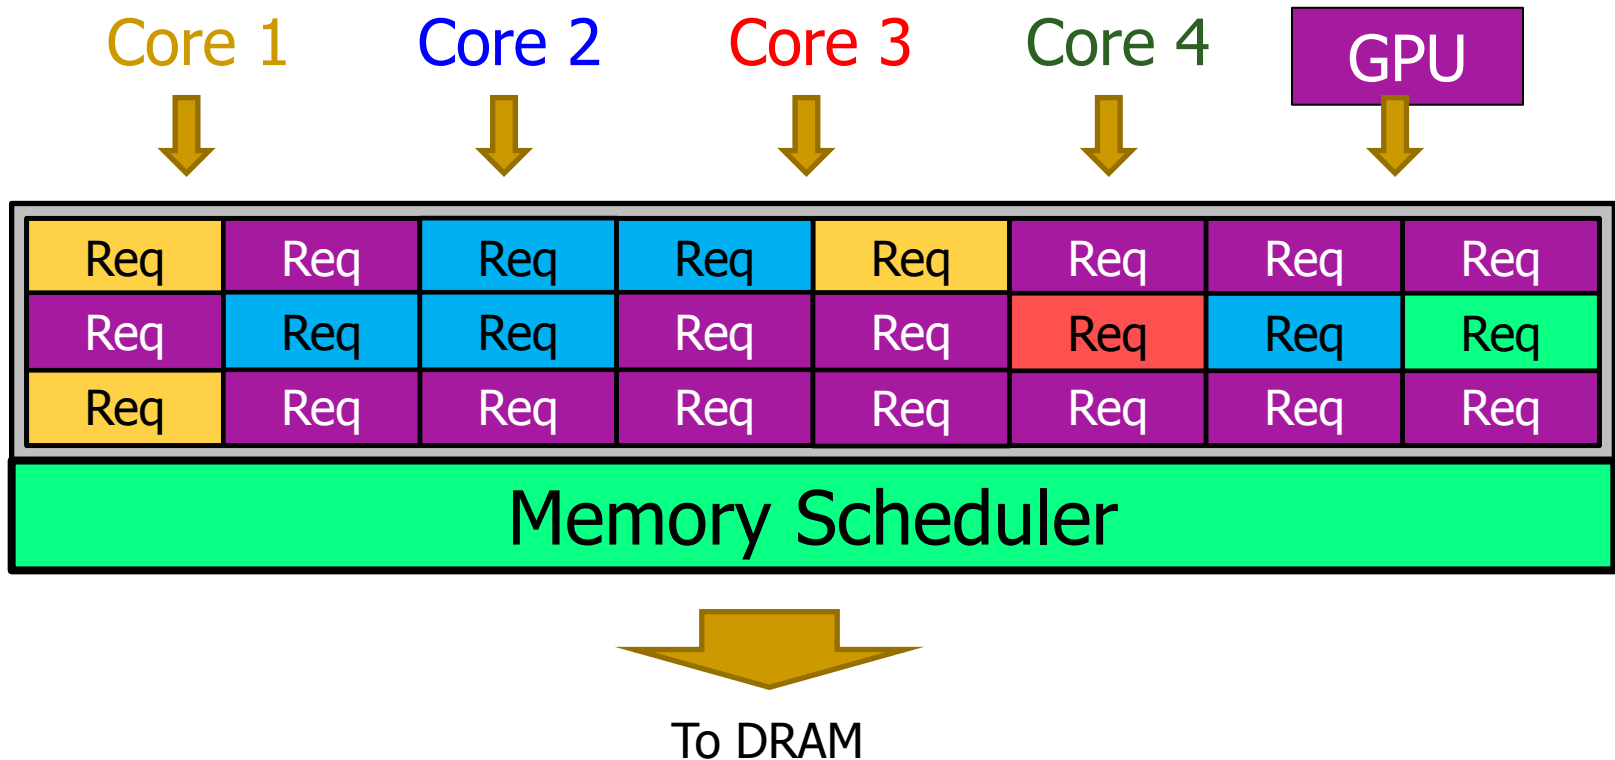 Core 1 Core 2 Core 3 Core 4 GPU
Req Req Req Req Req Req Req Req
Req Req Req Req Req Req Req Req
Req Req Req Req Req Req Req Req
Memory Scheduler
To DRAM